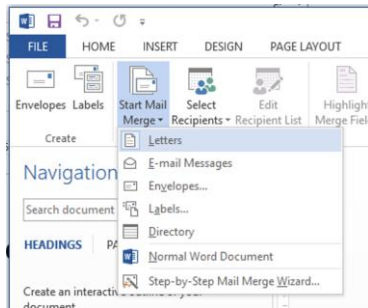 FILE HOME INSERT DESIGN PAGE LAYOUT
Envelopes Labels Start Mail Merge Select Recipients Edit Recipient List Highlight Merge
Create
Letters
E-mail Messages
Envelopes...
Labels...
Directory
Normal Word Document
Step-by-Step Mail Merge Wizard...
Navigation
Search document
HEADINGS
Create an interactive outline of your
document